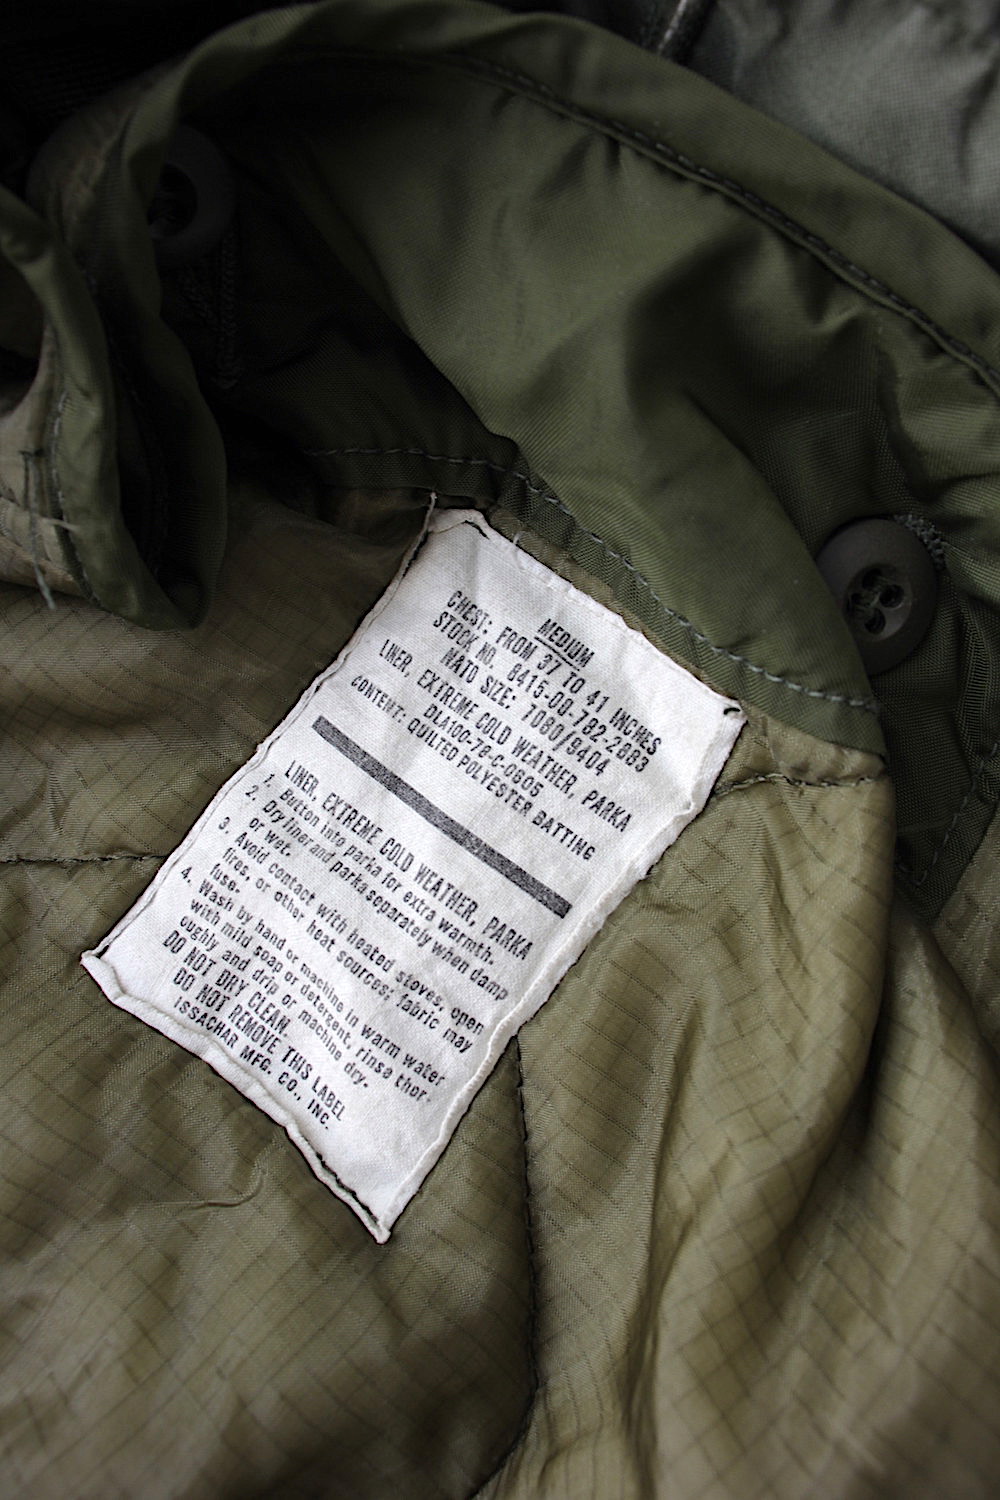 MEDIUM
CHEST: FROM 37 TO 41 INCHES
STOCK NO. 8415-00-782-2883
NATO SIZE: 7080/9404
LINER, EXTREME COLD WEATHER, PARKA
DLA100-78-C-0605
CONTENT: QUILTED POLYESTER BATTING
LINER, EXTREME COLD WEATHER, PARKA
1. Button into parka for extra warmth.
2. Dry liner and parka separately when damp
or wet.
3. Avoid contact with heated stoves, open
fires, or other heat sources; fabric may
fuse.
4. Wash by hand or machine in warm water
with mild soap or detergent, rinse thor-
oughly and drip or machine dry.
DO NOT DRY CLEAN.
DO NOT REMOVE THIS LABEL
ISSACHAR MFG. CO., INC.